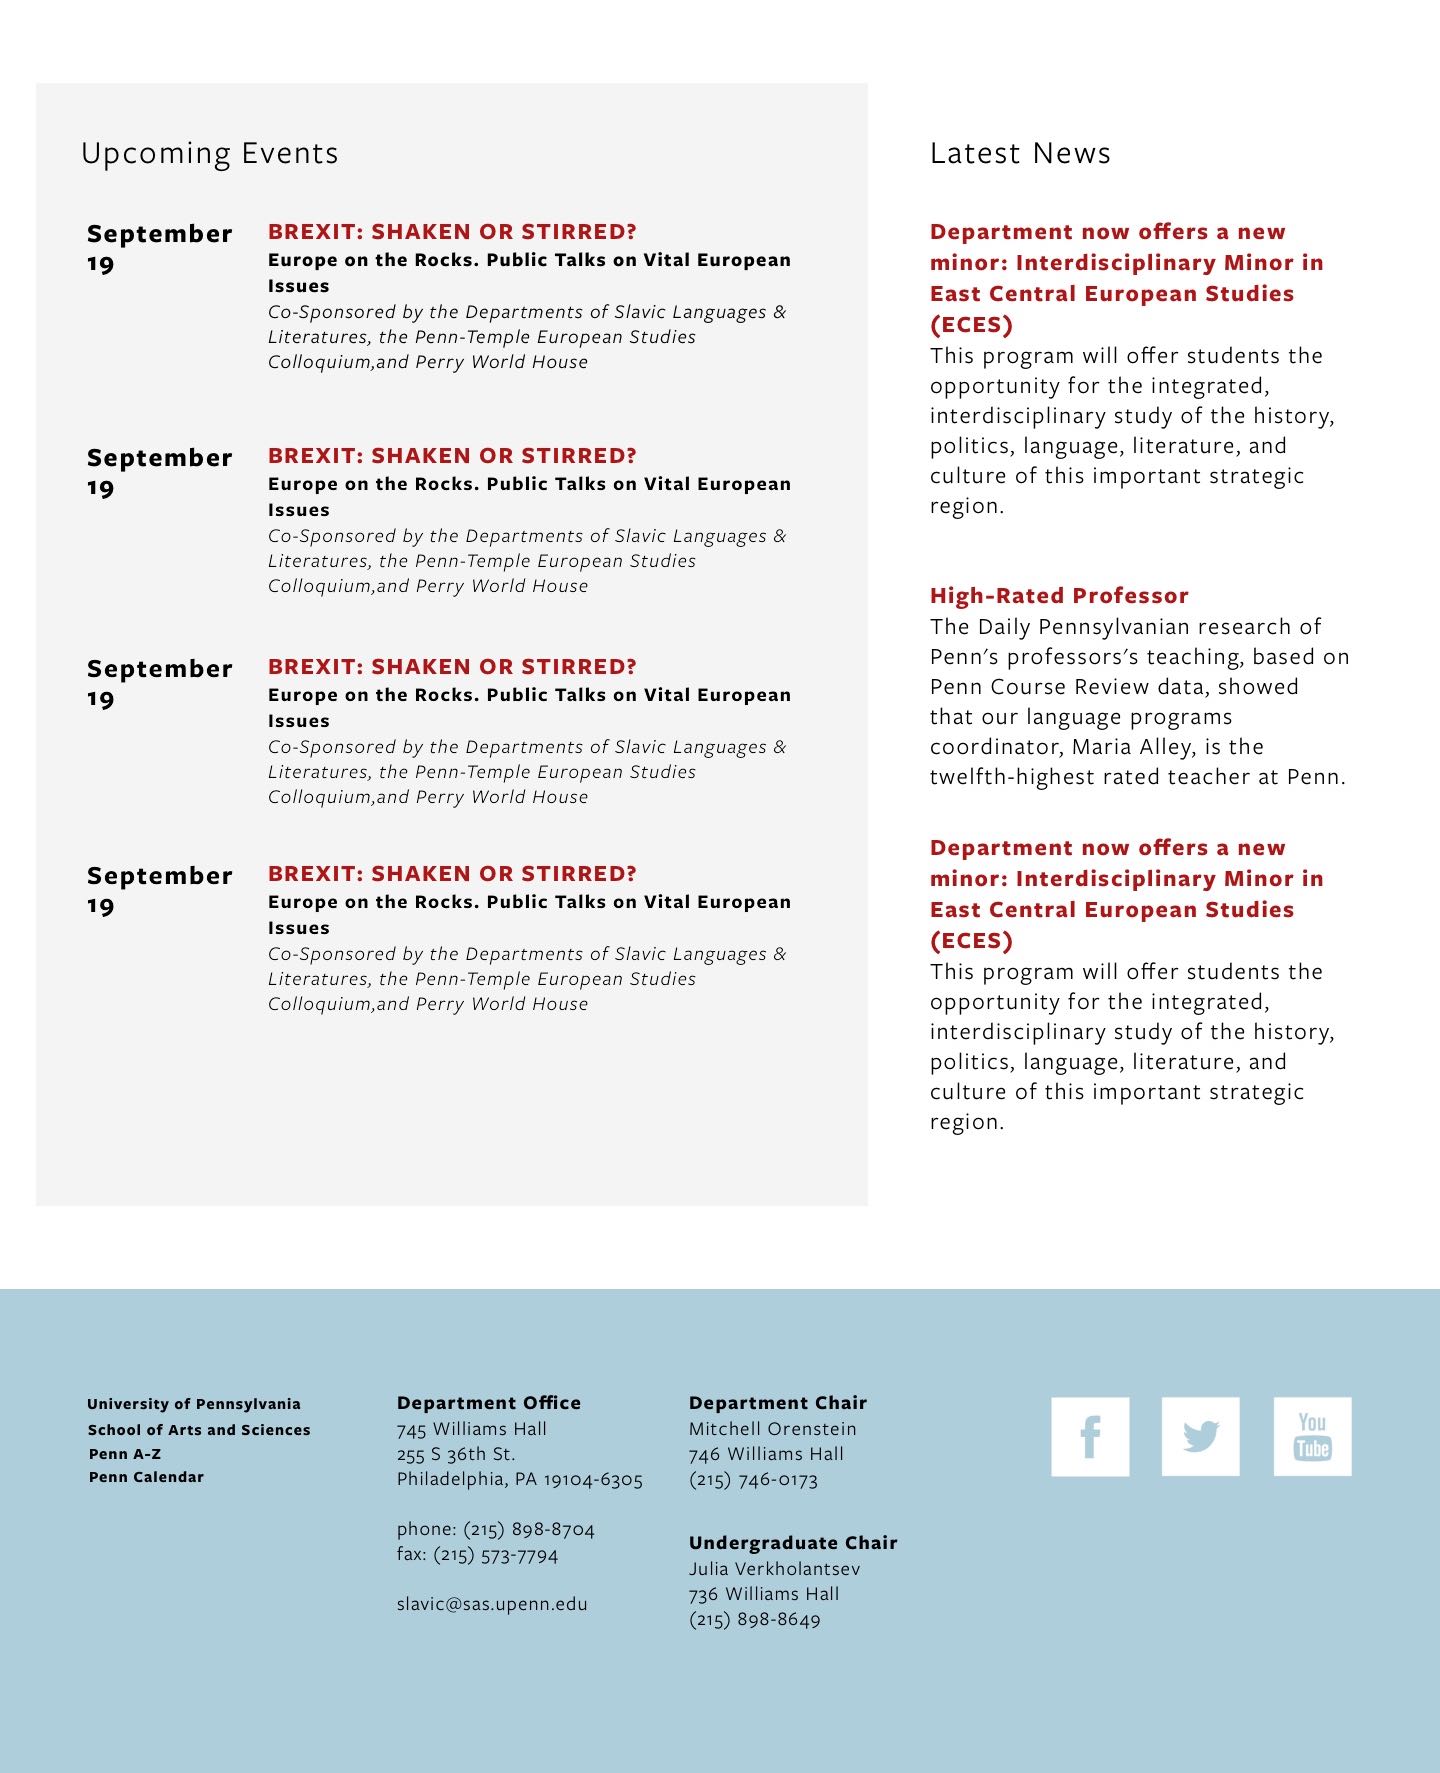 Upcoming Events
September
19
BREXIT: SHAKEN OR STIRRED?
Europe on the Rocks. Public Talks on Vital European
Issues
Co-Sponsored by the Departments of Slavic Languages &
Literatures, the Penn-Temple European Studies
Colloquium,and Perry World House
September
19
BREXIT: SHAKEN OR STIRRED?
Europe on the Rocks. Public Talks on Vital European
Issues
Co-Sponsored by the Departments of Slavic Languages &
Literatures, the Penn-Temple European Studies
Colloquium,and Perry World House
September
19
BREXIT: SHAKEN OR STIRRED?
Europe on the Rocks. Public Talks on Vital European
Issues
Co-Sponsored by the Departments of Slavic Languages &
Literatures, the Penn-Temple European Studies
Colloquium,and Perry World House
September
19
BREXIT: SHAKEN OR STIRRED?
Europe on the Rocks. Public Talks on Vital European
Issues
Co-Sponsored by the Departments of Slavic Languages &
Literatures, the Penn-Temple European Studies
Colloquium,and Perry World House
Latest News
Department now offers a new
minor: Interdisciplinary Minor in
East Central European Studies
(ECES)
This program will offer students the
opportunity for the integrated,
interdisciplinary study of the history,
politics, language, literature, and
culture of this important strategic
region.
High-Rated Professor
The Daily Pennsylvanian research of
Penn's professors's teaching, based on
Penn Course Review data, showed
that our language programs
coordinator, Maria Alley, is the
twelfth-highest rated teacher at Penn.
Department now offers a new
minor: Interdisciplinary Minor in
East Central European Studies
(ECES)
This program will offer students the
opportunity for the integrated,
interdisciplinary study of the history,
politics, language, literature, and
culture of this important strategic
region.
University of Pennsylvania
School of Arts and Sciences
Penn A-Z
Penn Calendar
Department Office
745 Williams Hall
255 S 36th St.
Philadelphia, PA 19104-6305
phone: (215) 898-8704
fax: (215) 573-7794
slavic@sas.upenn.edu
Department Chair
Mitchell Orenstein
746 Williams Hall
(215) 746-0173
Undergraduate Chair
Julia Verkholantsev
736 Williams Hall
(215) 898-8649
f
You
Tube